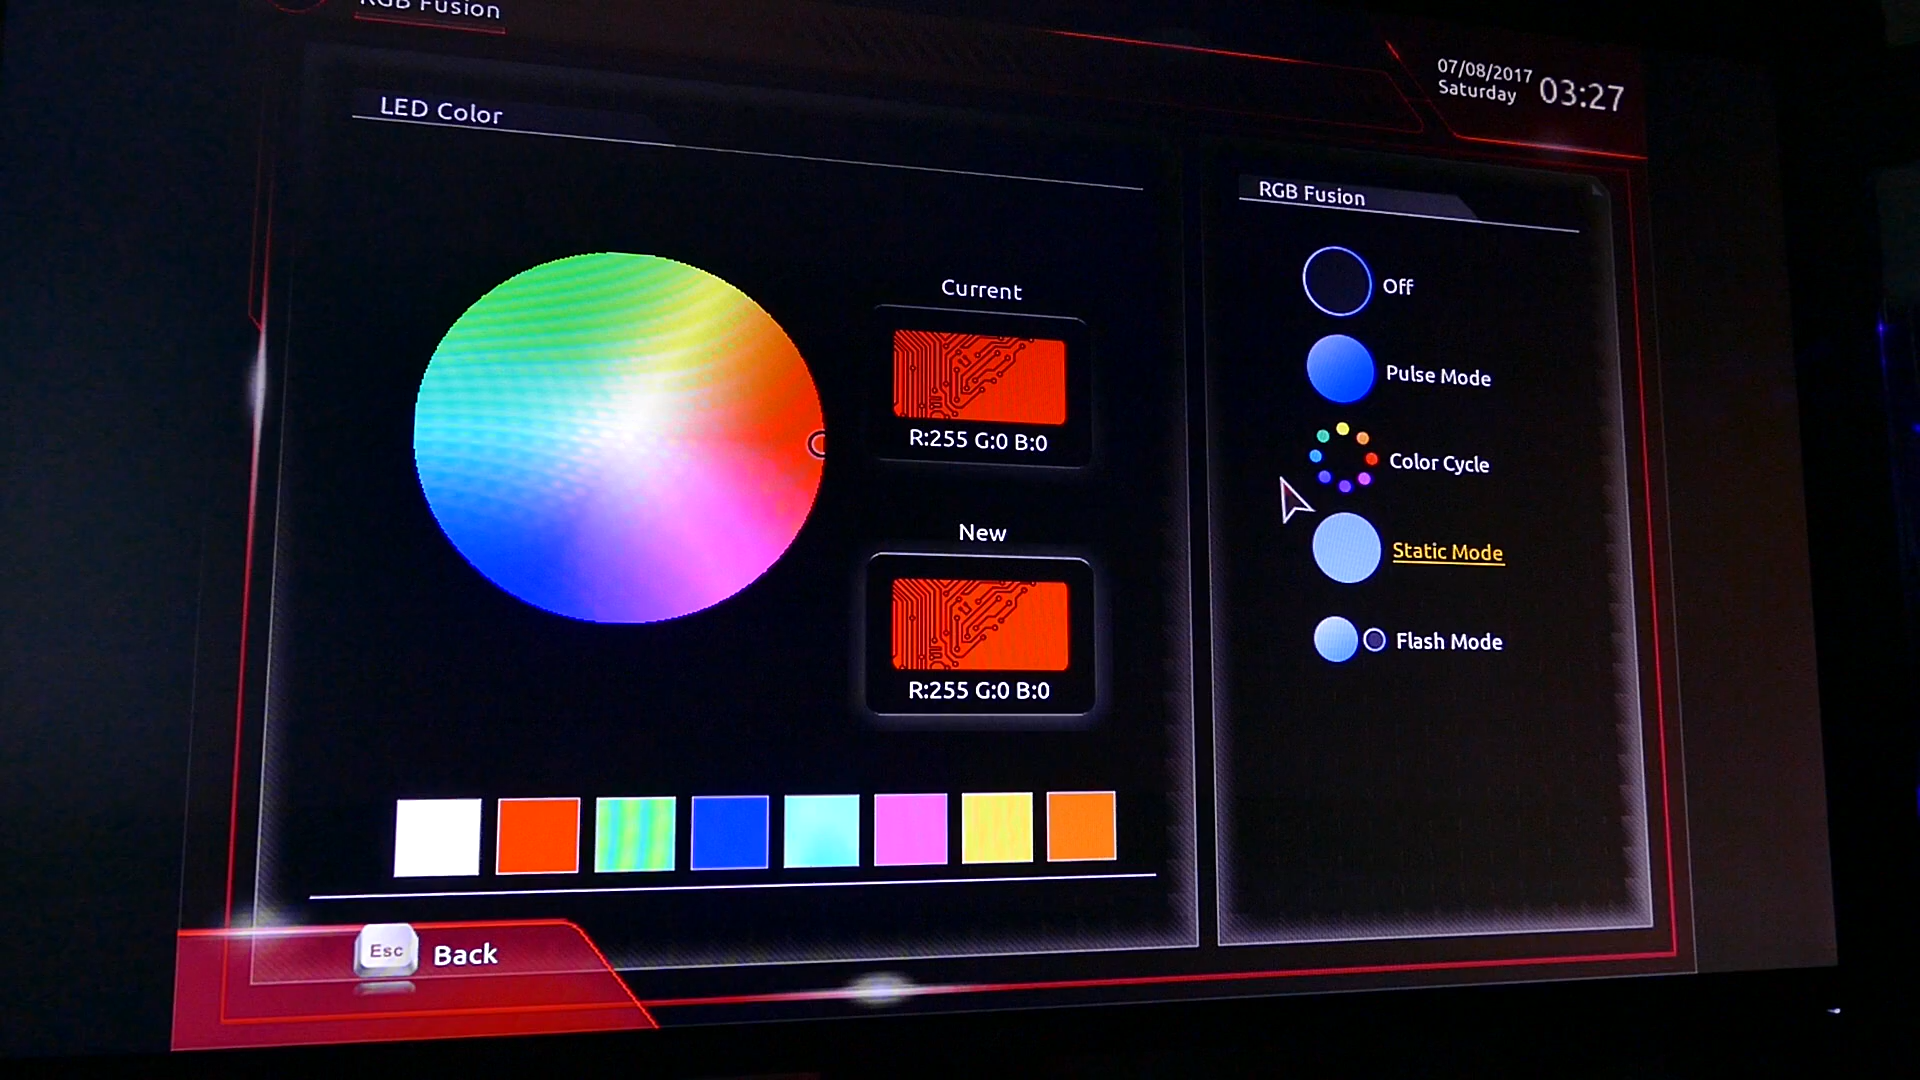 RGB Fusion
07/08/2017
Saturday
03:27
LED Color
Current
R:255 G:0 B:0
New
R:255 G:0 B:0
RGB Fusion
Off
Pulse Mode
Color Cycle
Static Mode
Flash Mode
Esc Back